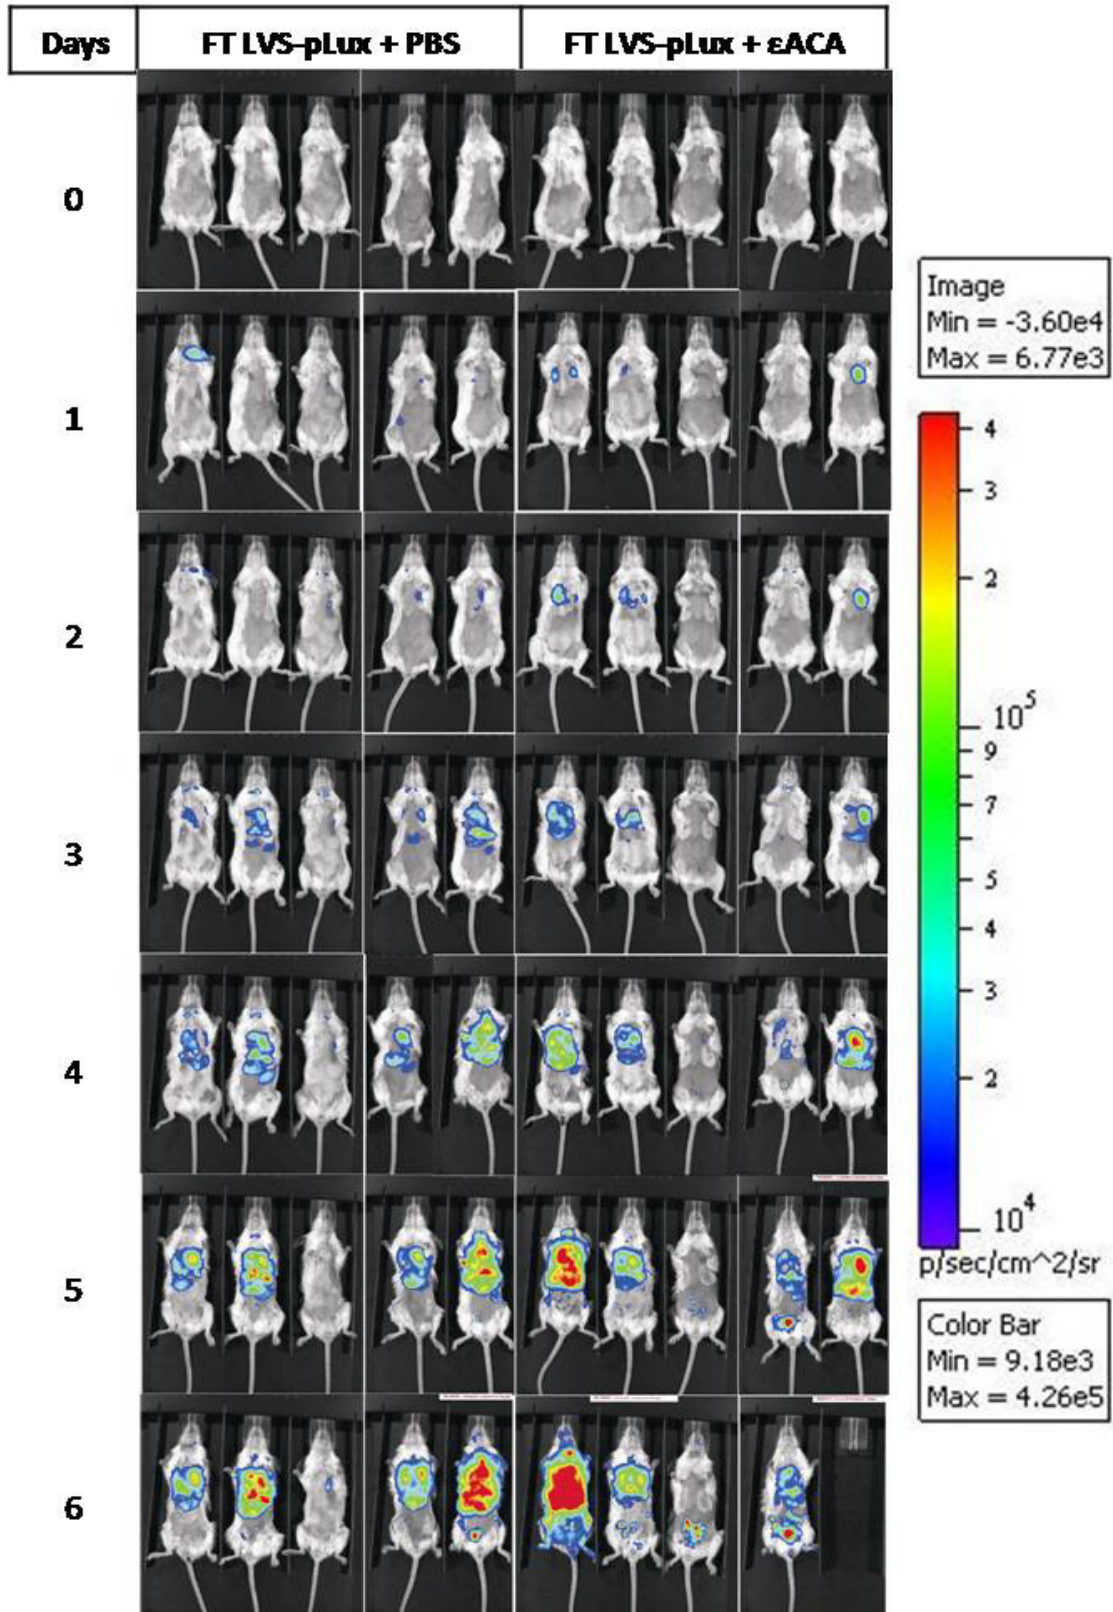 Days FT LVS-pLux + PBS FT LVS-pLux + εACA
0
1
2
3
4
5
6
Image
Min = -3.60e4
Max = 6.77e3
4
3
2
10^5
9
7
5
4
3
2
10^4
p/sec/cm^2/sr
Color Bar
Min = 9.18e3
Max = 4.26e5